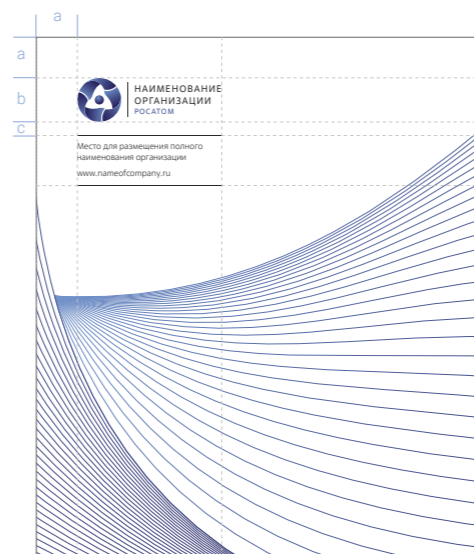 a
a
b
c
НАИМЕНОВАНИЕ
ОРГАНИЗАЦИИ
РОСАТОМ
Место для размещения полного
наименования организации
www.nameofcompany.ru